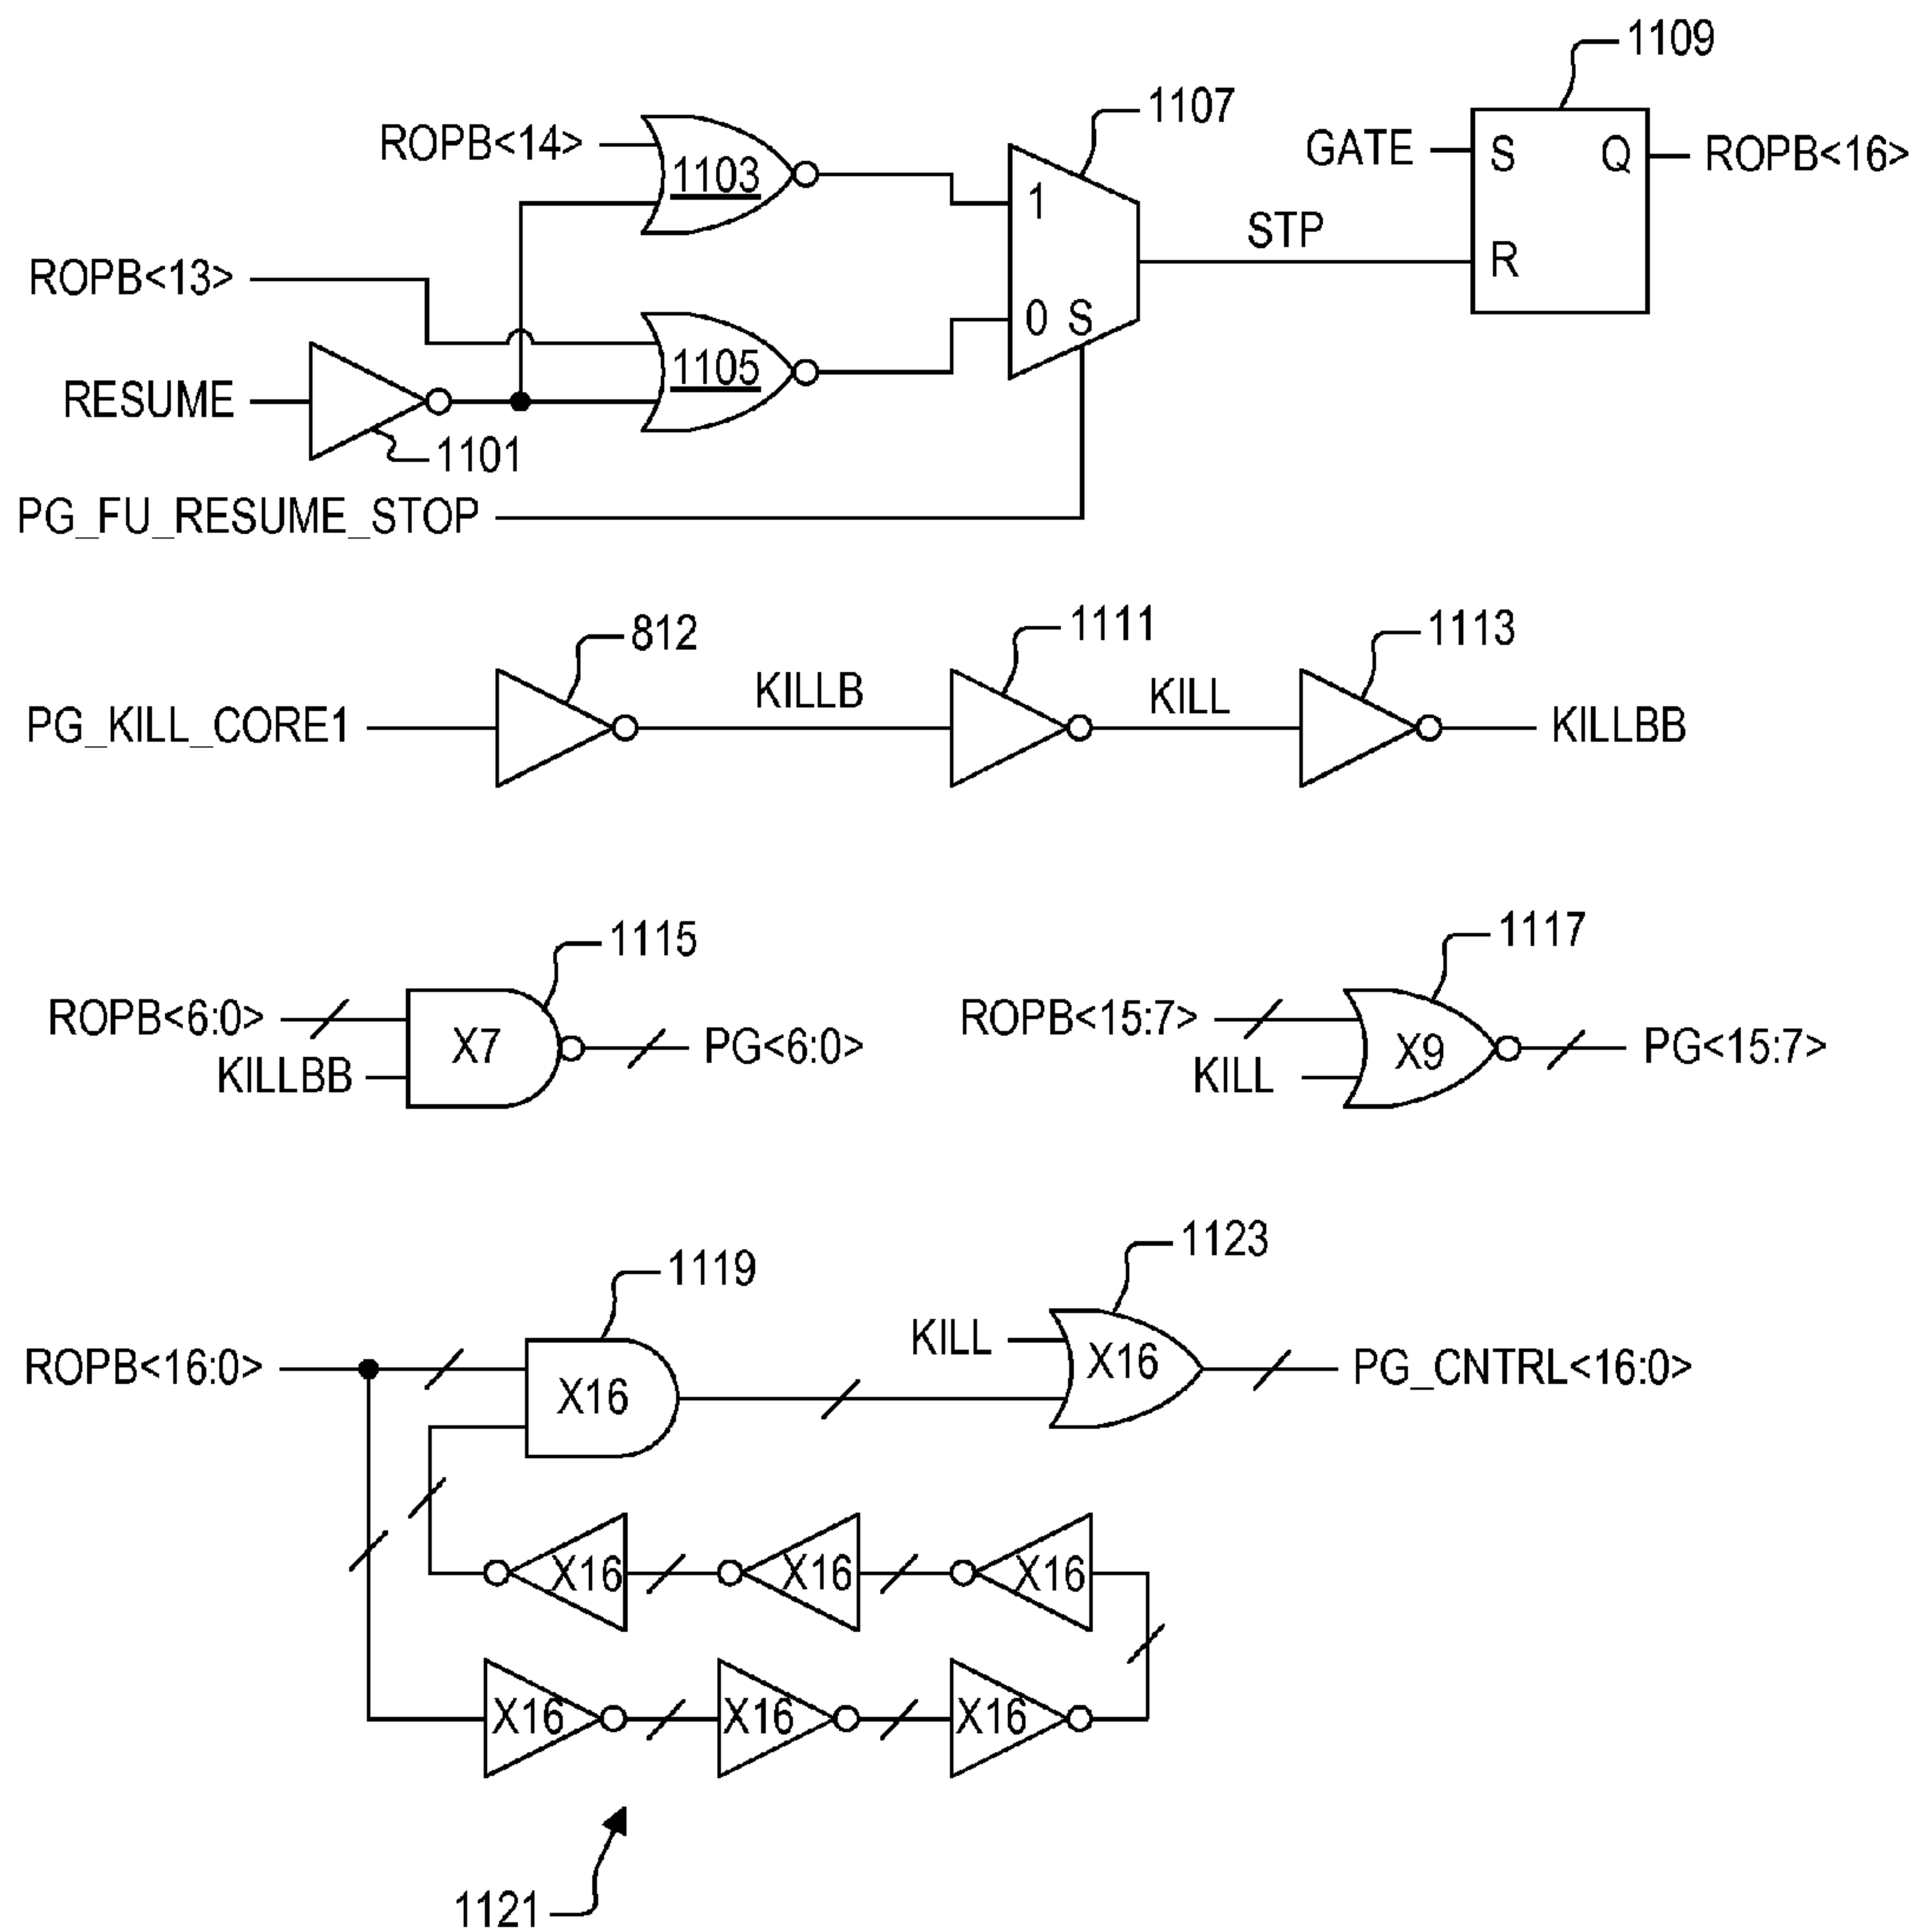 1109
1107
ROPB<14>
1103
GATE
S
Q
ROPB<16>
1
STP
R
ROPB<13>
0 S
1105
RESUME
1101
PG_FU_RESUME_STOP
812
1111
1113
PG_KILL_CORE1
KILLB
KILL
KILLBB
1115
1117
ROPB<6:0>
X7
PG<6:0>
KILLBB
ROPB<15:7>
X9
PG<15:7>
KILL
1119
1123
ROPB<16:0>
X16
KILL
X16
PG_CNTRL<16:0>
X16
X16
X16
X16
X16
X16
1121